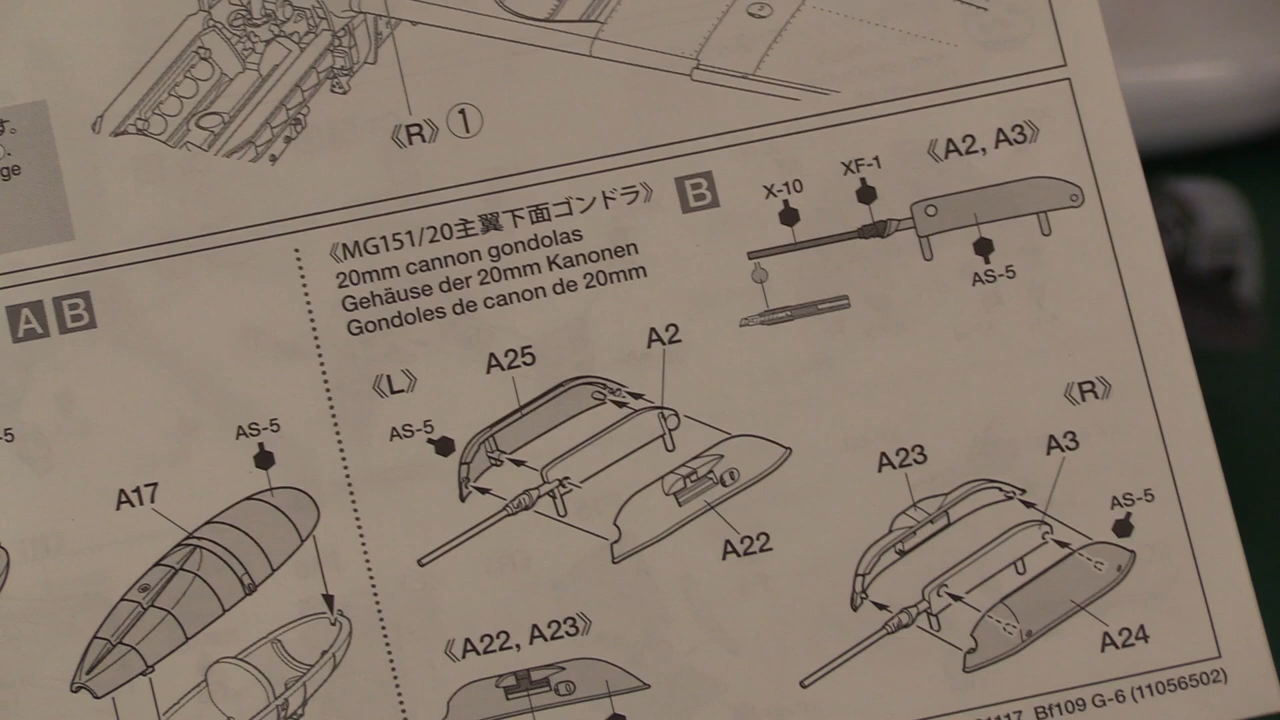 す。
ge
《R》①
A B
-5
AS-5
A17
《MG151/20主翼下面ゴンドラ》
20mm cannon gondolas
Gehäuse der 20mm Kanonen
Gondoles de canon de 20mm
B
X-10
XF-1
《A2, A3》
AS-5
《L》
A25
A2
AS-5
A22
《R》
A23
A3
AS-5
A24
《A22, A23》
Bf109 G-6 (11056502)